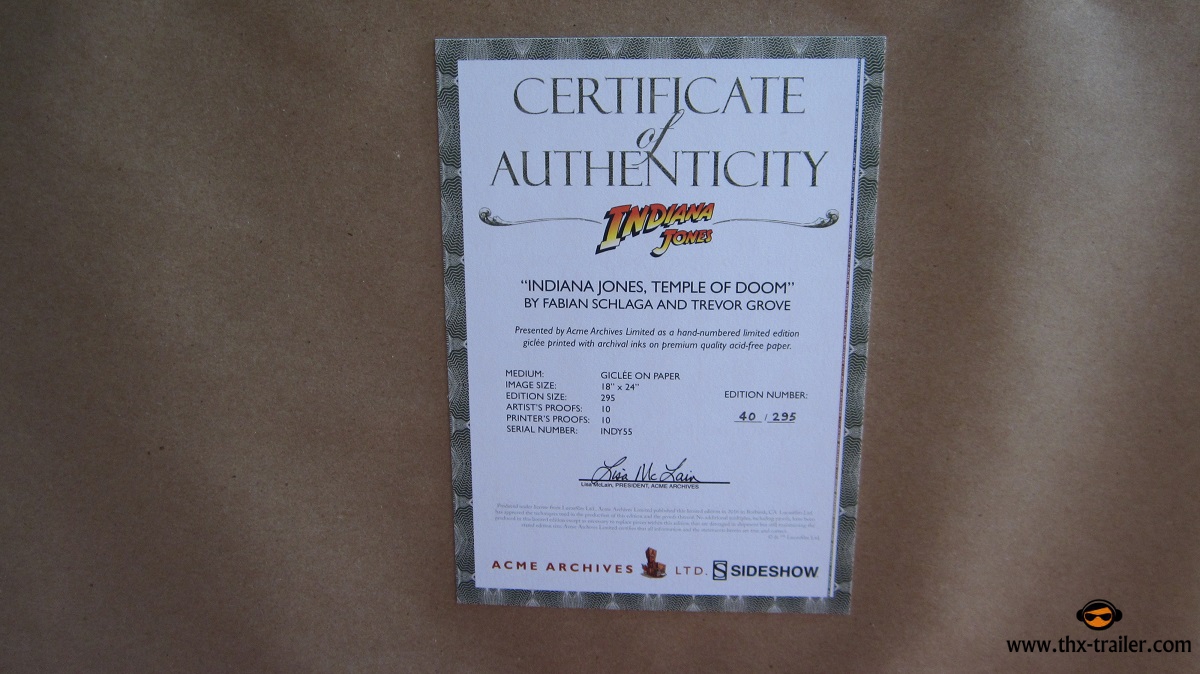 CERTIFICATE
of
AUTHENTICITY
INDIANA
JONES
“INDIANA JONES, TEMPLE OF DOOM”
BY FABIAN SCHLAGA AND TREVOR GROVE
Presented by Acme Archives Limited as a hand-numbered limited edition
giclée printed with archival inks on premium quality acid-free paper.
MEDIUM: GICLÉE ON PAPER
IMAGE SIZE: 18" x 24"
EDITION SIZE: 295
ARTIST'S PROOFS: 10
PRINTER'S PROOFS: 10
SERIAL NUMBER: INDY55
EDITION NUMBER:
40 / 295
Lisa McLain
Lisa McLain, PRESIDENT, ACME ARCHIVES
ACME ARCHIVES LTD. SIDESHOW
www.thx-trailer.com